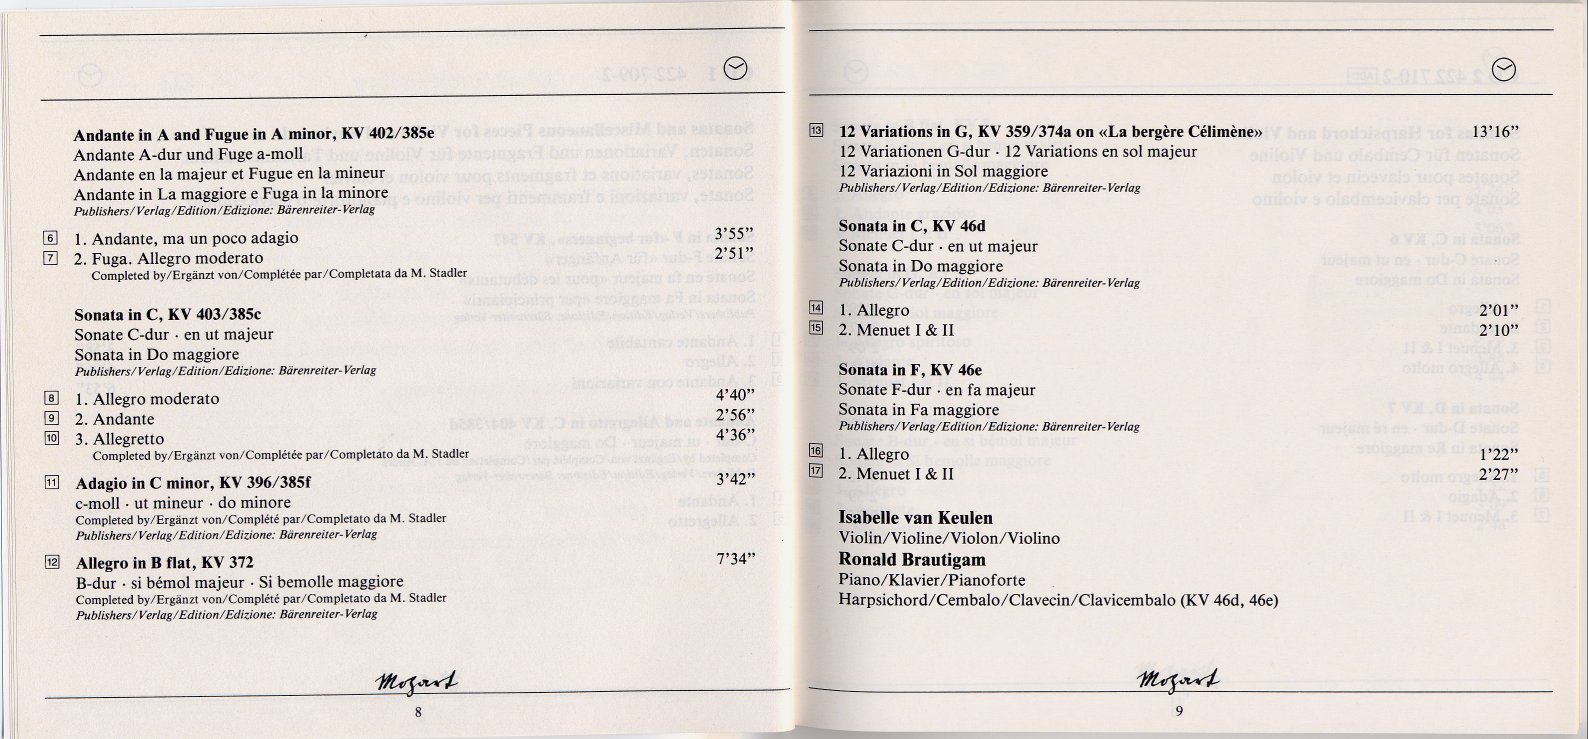 Andante in A and Fugue in A minor, KV 402/385e
Andante A-dur und Fuge a-moll
Andante en la majeur et Fugue en la mineur
Andante in La maggiore e Fuga in la minore
Publishers/Verlag/Edition/Edizione: Bärenreiter-Verlag
6 1. Andante, ma un poco adagio 3’55”
7 2. Fuga. Allegro moderato 2’51”
Completed by/Ergänzt von/Complétée par/Completata da M. Stadler
Sonata in C, KV 403/385c
Sonate C-dur · en ut majeur
Sonata in Do maggiore
Publishers/Verlag/Edition/Edizione: Bärenreiter-Verlag
8 1. Allegro moderato 4’40”
9 2. Andante 2’56”
10 3. Allegretto 4’36”
Completed by/Ergänzt von/Complétée par/Completato da M. Stadler
11 Adagio in C minor, KV 396/385f 3’42”
c-moll · ut mineur · do minore
Completed by/Ergänzt von/Complété par/Completato da M. Stadler
Publishers/Verlag/Edition/Edizione: Bärenreiter-Verlag
12 Allegro in B flat, KV 372 7’34”
B-dur · si bémol majeur · Si bemolle maggiore
Completed by/Ergänzt von/Complété par/Completato da M. Stadler
Publishers/Verlag/Edition/Edizione: Bärenreiter-Verlag
Mozart
8
13 12 Variations in G, KV 359/374a on «La bergère Célimène» 13’16”
12 Variationen G-dur · 12 Variations en sol majeur
12 Variazioni in Sol maggiore
Publishers/Verlag/Edition/Edizione: Bärenreiter-Verlag
Sonata in C, KV 46d
Sonate C-dur · en ut majeur
Sonata in Do maggiore
Publishers/Verlag/Edition/Edizione: Bärenreiter-Verlag
14 1. Allegro 2’01”
15 2. Menuet I & II 2’10”
Sonata in F, KV 46e
Sonate F-dur · en fa majeur
Sonata in Fa maggiore
Publishers/Verlag/Edition/Edizione: Bärenreiter-Verlag
16 1. Allegro 1’22”
17 2. Menuet I & II 2’27”
Isabelle van Keulen
Violin/Violine/Violon/Violino
Ronald Brautigam
Piano/Klavier/Pianoforte
Harpsichord/Cembalo/Clavecin/Clavicembalo (KV 46d, 46e)
Mozart
9